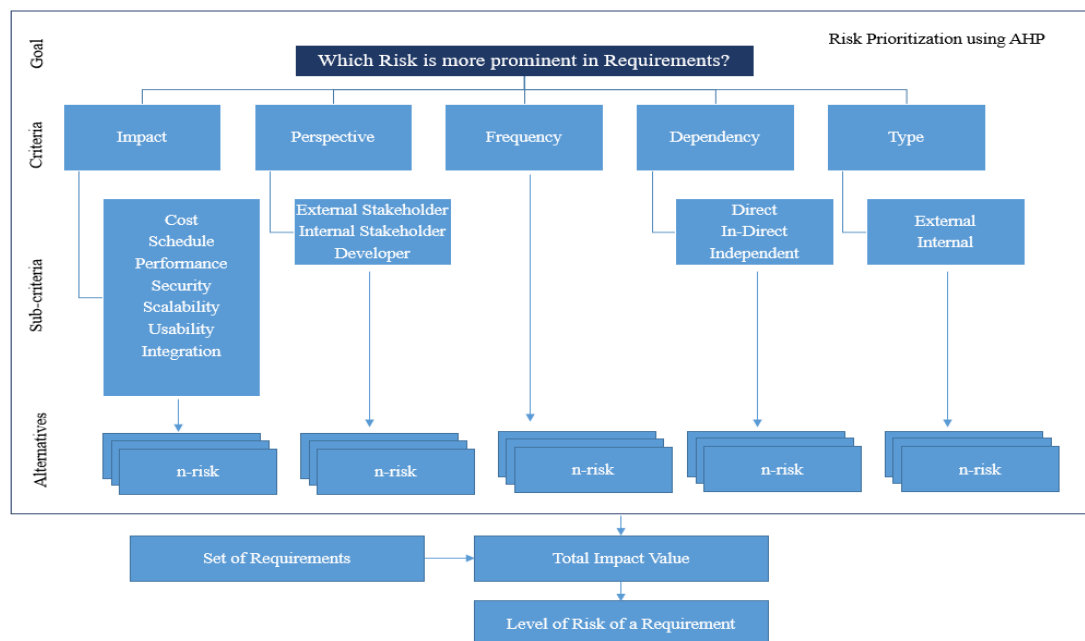 Risk Prioritization using AHP
Goal
Which Risk is more prominent in Requirements?
Criteria
Impact
Perspective
Frequency
Dependency
Type
Sub-criteria
Cost
Schedule
Performance
Security
Scalability
Usability
Integration
External Stakeholder
Internal Stakeholder
Developer
Direct
In-Direct
Independent
External
Internal
Alternatives
n-risk
n-risk
n-risk
n-risk
n-risk
Set of Requirements
Total Impact Value
Level of Risk of a Requirement